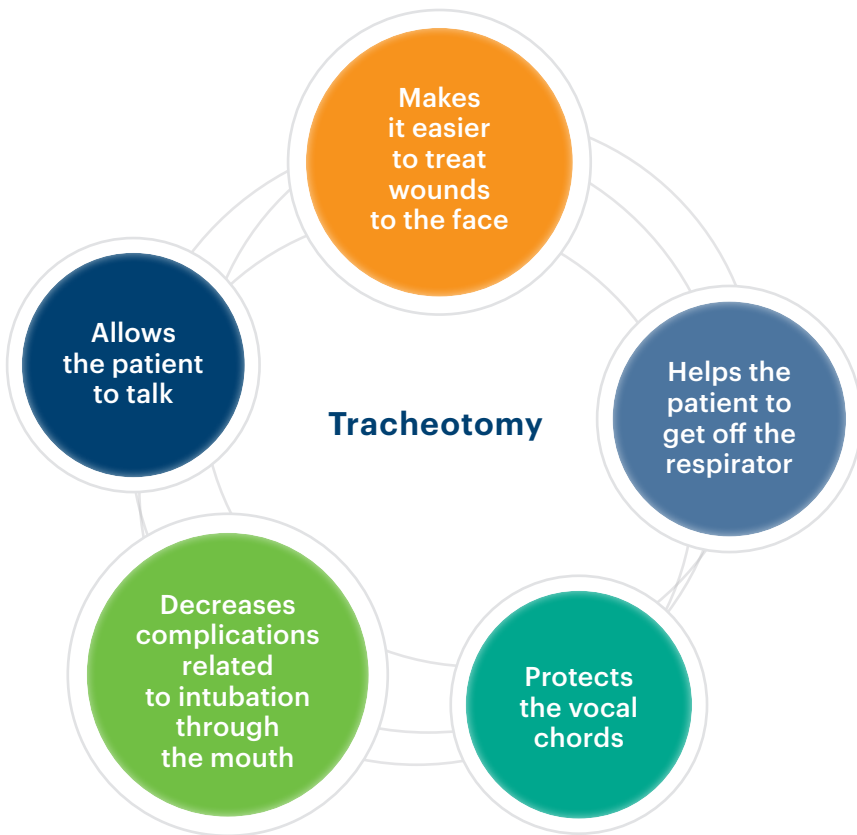 Makes
it easier
to treat
wounds
to the face
Allows
the patient
to talk
Helps the
patient to
get off the
respirator
Tracheotomy
Decreases
complications
related
to intubation
through
the mouth
Protects
the vocal
chords